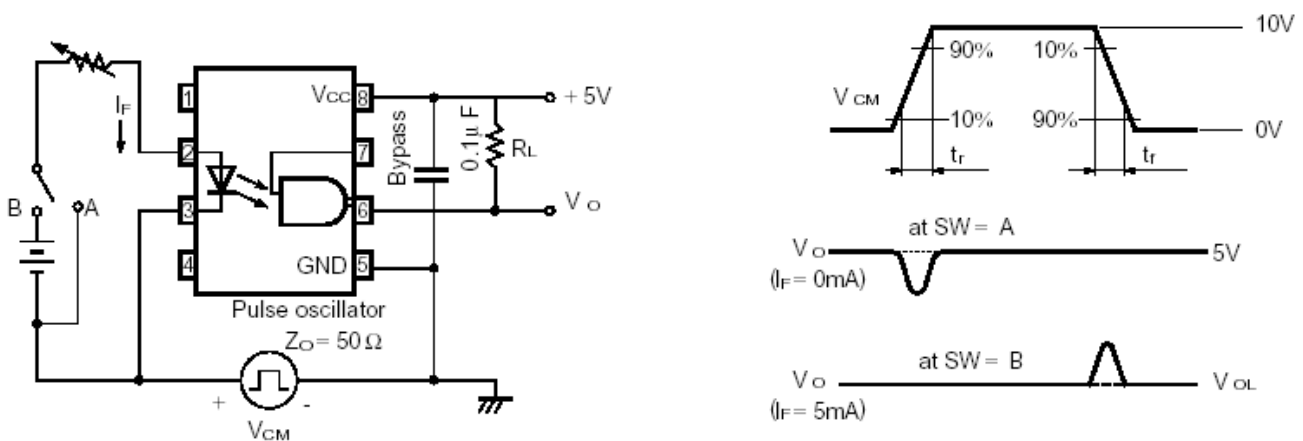 IF
1
2
3
4
VCC 8
7
6
GND 5
Bypass
0.1μF
RL
+5V
VO
B
A
Pulse oscillator
ZO= 50Ω
+
-
VCM
10V
90%
10%
VCM
10%
90%
0V
tr
tr
at SW= A
VO
5V
(IF= 0mA)
at SW= B
VO
VOL
(IF= 5mA)